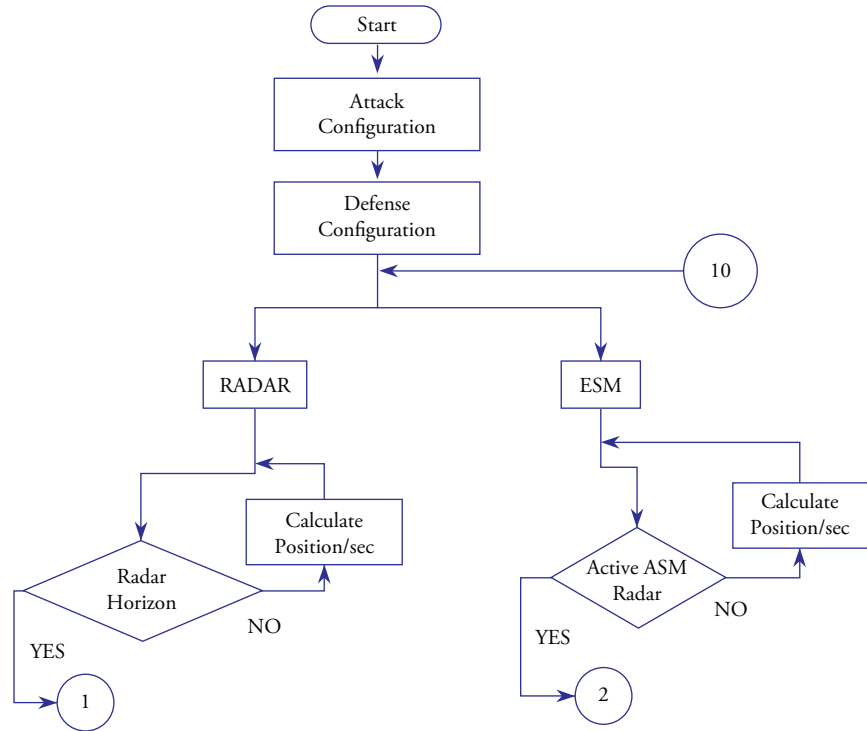 Start
Attack
Configuration
Defense
Configuration
10
RADAR
ESM
Calculate
Position/sec
Calculate
Position/sec
Radar
Horizon
Active ASM
Radar
NO
NO
YES
YES
1
2